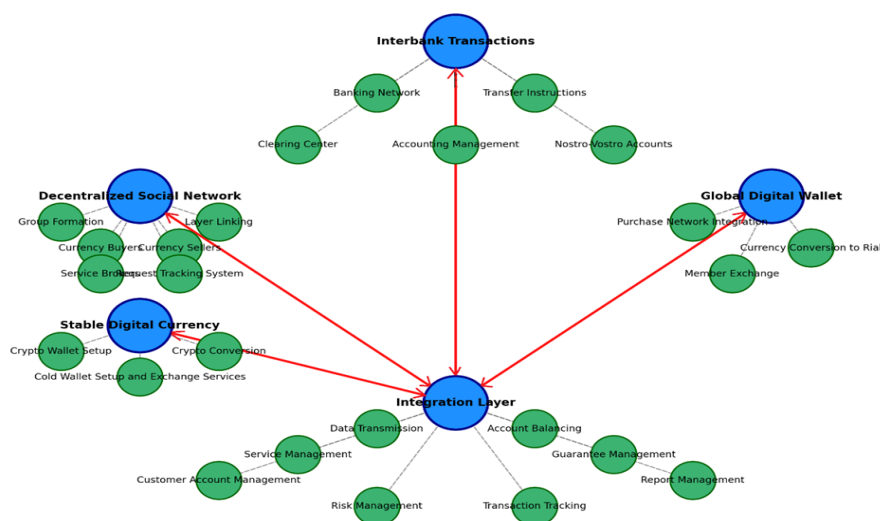 Interbank Transactions
Banking Network
Transfer Instructions
Clearing Center
Accounting Management
Nostro-Vostro Accounts
Decentralized Social Network
Global Digital Wallet
Group Formation
Layer Linking
Purchase Network Integration
Currency Buyers
Currency Sellers
Currency Conversion to Rial
Service Brokers
Request Tracking System
Member Exchange
Stable Digital Currency
Crypto Wallet Setup
Crypto Conversion
Cold Wallet Setup and Exchange Services
Integration Layer
Data Transmission
Account Balancing
Service Management
Guarantee Management
Customer Account Management
Report Management
Risk Management
Transaction Tracking